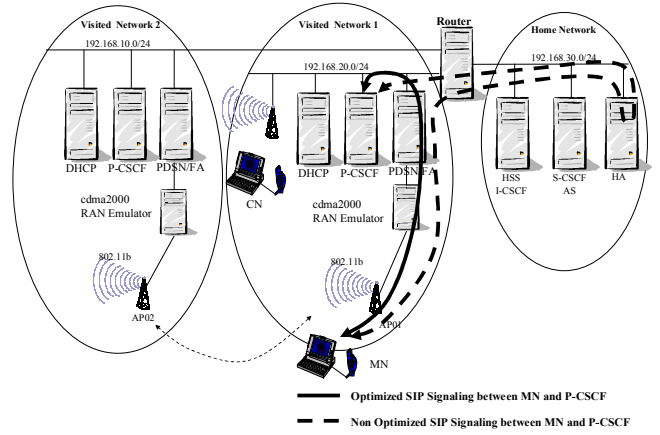 Visited Network 2
Visited Network 1
Router
Home Network
192.168.10.0/24
192.168.20.0/24
192.168.30.0/24
DHCP
P-CSCF
PDSN/FA
CN
DHCP
P-CSCF
PDSN/FA
HSS
I-CSCF
S-CSCF
AS
HA
cdma2000
RAN Emulator
cdma2000
RAN Emulator
802.11b
802.11b
AP02
AP01
MN
Optimized SIP Signaling between MN and P-CSCF
Non Optimized SIP Signaling between MN and P-CSCF